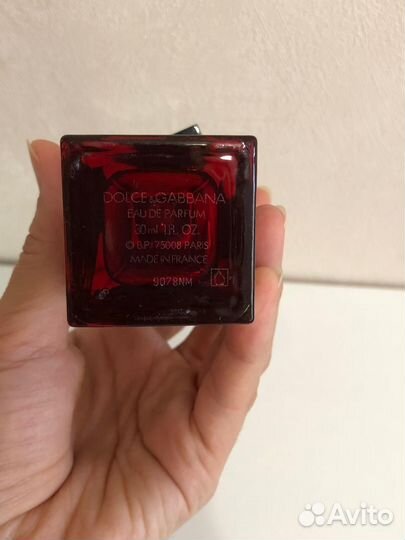 DOLCE&GABBANA
EAU DE PARFUM
30ml 1 FL. OZ.
B.P. 75008 PARIS
MADE IN FRANCE
9078NM
Avito